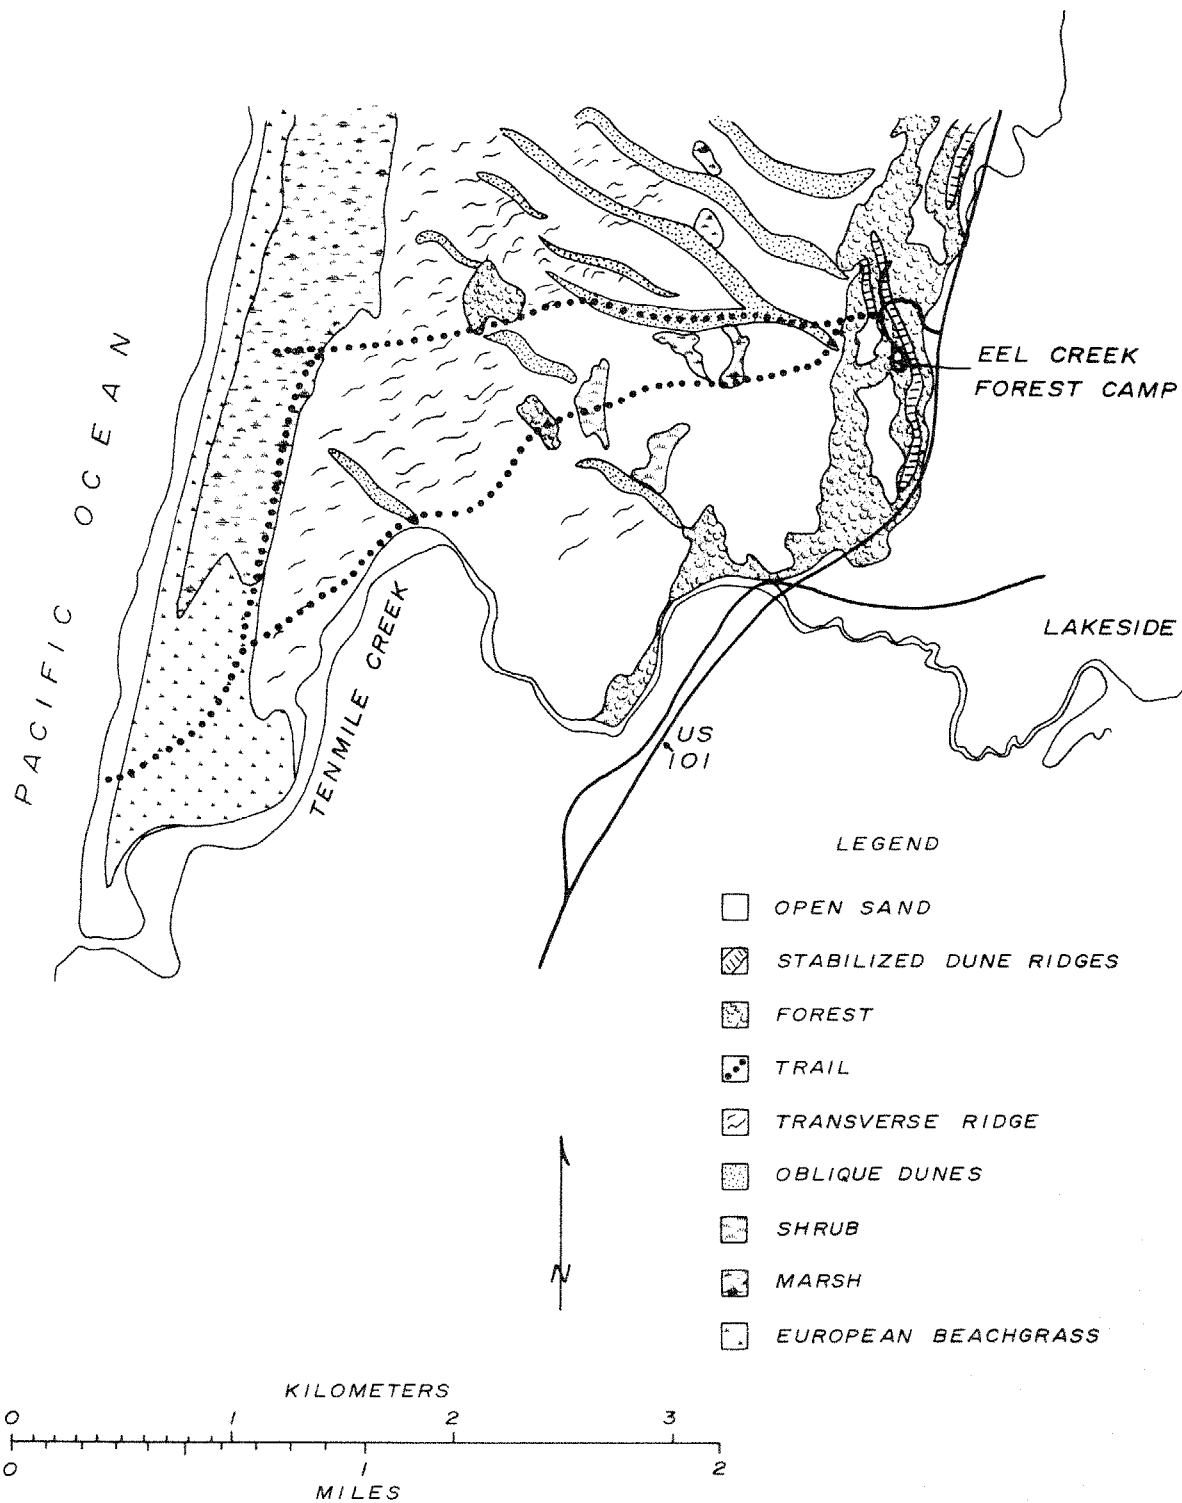 PACIFIC OCEAN
EEL CREEK
FOREST CAMP
TENMILE CREEK
LAKESIDE
US
101
LEGEND
OPEN SAND
STABILIZED DUNE RIDGES
FOREST
TRAIL
TRANSVERSE RIDGE
OBLIQUE DUNES
SHRUB
MARSH
EUROPEAN BEACHGRASS
N
KILOMETERS
0 1 2 3
0 1 2
MILES